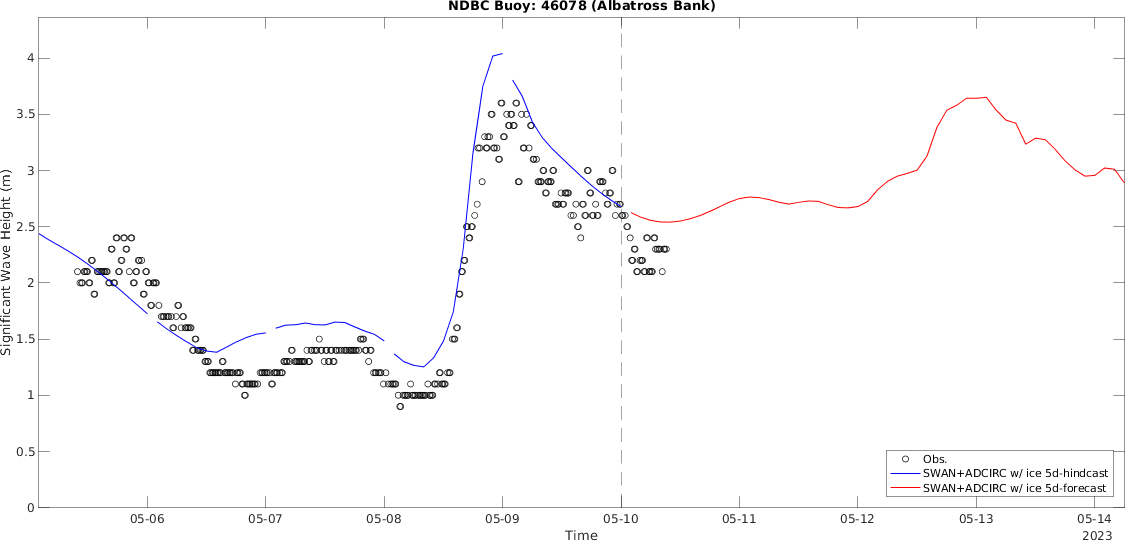 NDBC Buoy: 46078 (Albatross Bank)
Significant Wave Height (m)
4
3.5
3
2.5
2
1.5
1
0.5
0
Obs.
SWAN+ADCIRC w/ ice 5d-hindcast
SWAN+ADCIRC w/ ice 5d-forecast
05-06 05-07 05-08 05-09 05-10 05-11 05-12 05-13 05-14
Time
2023